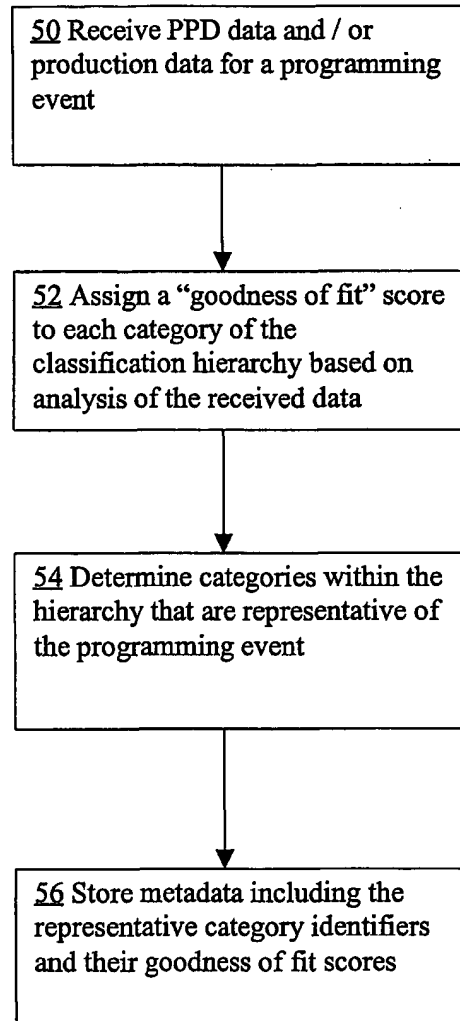 50 Receive PPD data and / or
production data for a programming
event
52 Assign a “goodness of fit” score
to each category of the
classification hierarchy based on
analysis of the received data
54 Determine categories within the
hierarchy that are representative of
the programming event
56 Store metadata including the
representative category identifiers
and their goodness of fit scores